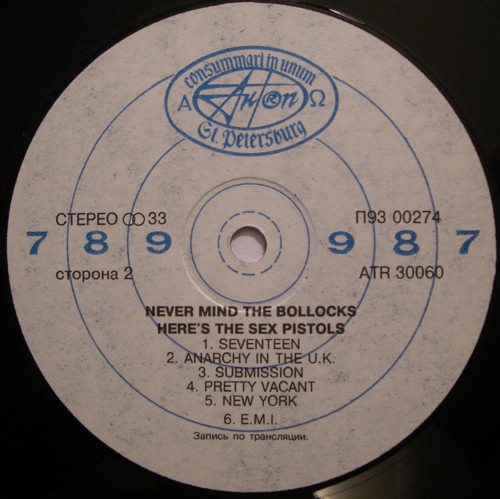 consummari in unum
Α АнТроп Ω
St. Petersburg
СТЕРЕО 33
П93 00274
7 8 9 9 8 7
сторона 2
ATR 30060
NEVER MIND THE BOLLOCKS
HERE'S THE SEX PISTOLS
1. SEVENTEEN
2. ANARCHY IN THE U.K.
3. SUBMISSION
4. PRETTY VACANT
5. NEW YORK
6. E.M.I.
Запись по трансляции.